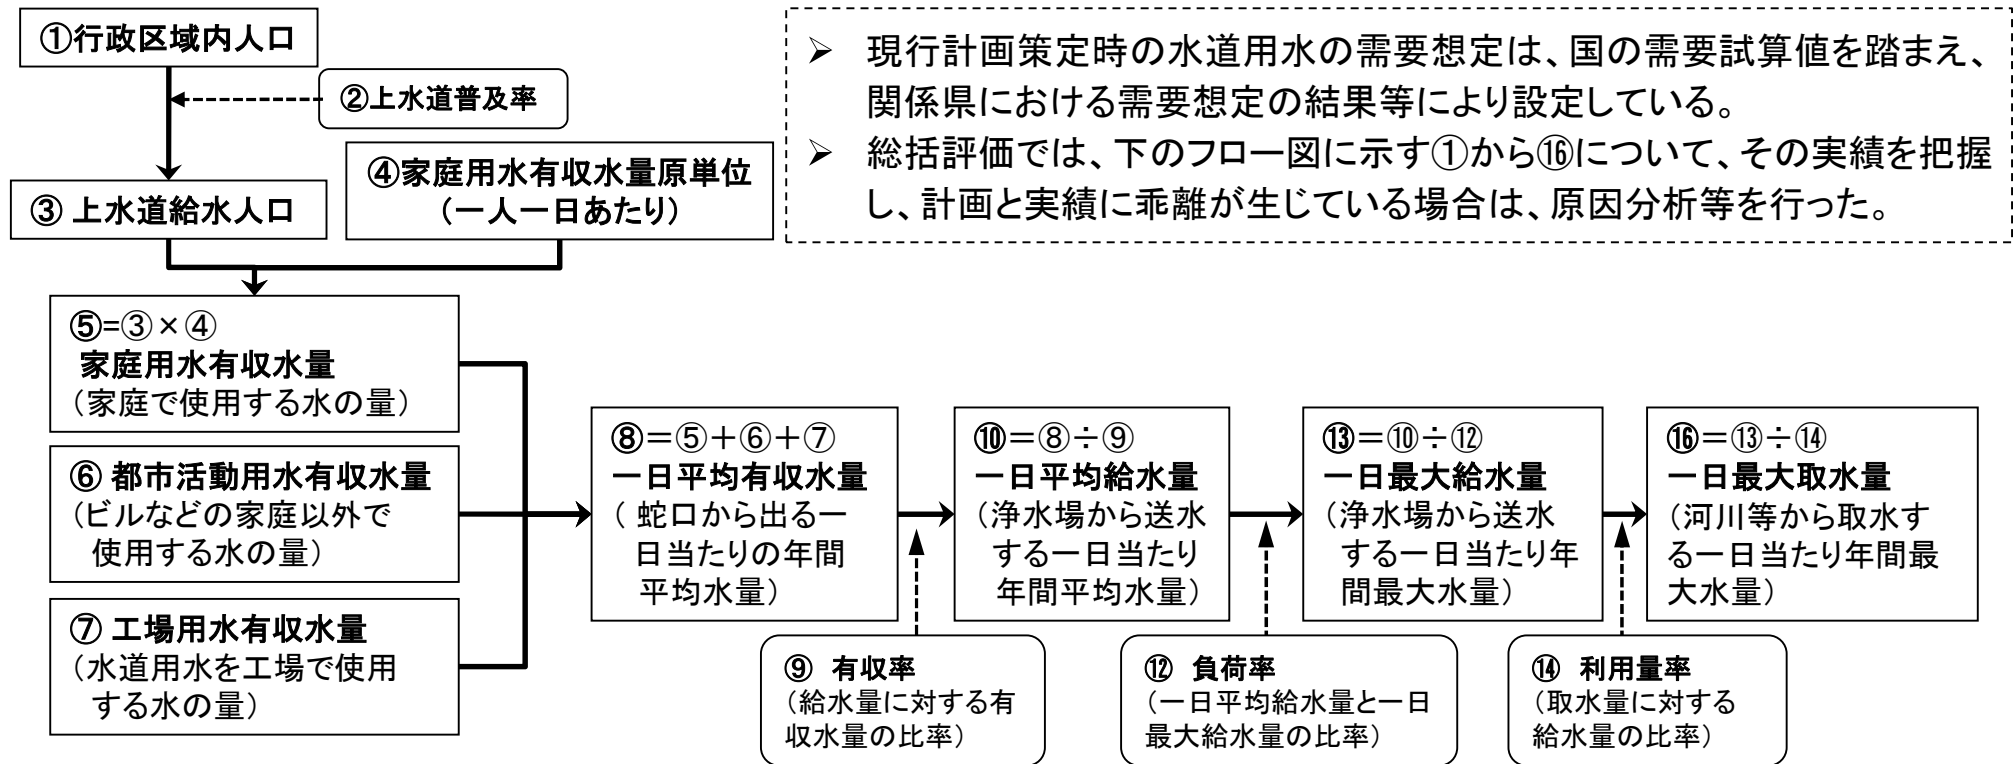 ①行政区域内人口
②上水道普及率
③ 上水道給水人口
④家庭用水有収水量原単位
(一人一日あたり)
➢ 現行計画策定時の水道用水の需要想定は、国の需要試算値を踏まえ、
関係県における需要想定の結果等により設定している。
➢ 総括評価では、下のフロー図に示す①から⑯について、その実績を把握
し、計画と実績に乖離が生じている場合は、原因分析等を行った。
⑤=③×④
家庭用水有収水量
(家庭で使用する水の量)
⑥ 都市活動用水有収水量
(ビルなどの家庭以外で
使用する水の量)
⑦ 工場用水有収水量
(水道用水を工場で使用
する水の量)
⑧=⑤+⑥+⑦
一日平均有収水量
( 蛇口から出る一
日当たりの年間
平均水量)
⑨ 有収率
(給水量に対する有
収水量の比率)
⑩=⑧÷⑨
一日平均給水量
(浄水場から送水
する一日当たり
年間平均水量)
⑫ 負荷率
(一日平均給水量と一日
最大給水量の比率)
⑬=⑩÷⑫
一日最大給水量
(浄水場から送水
する一日当たり年
間最大水量)
⑭ 利用量率
(取水量に対する
給水量の比率)
⑯=⑬÷⑭
一日最大取水量
(河川等から取水す
る一日当たり年間最
大水量)